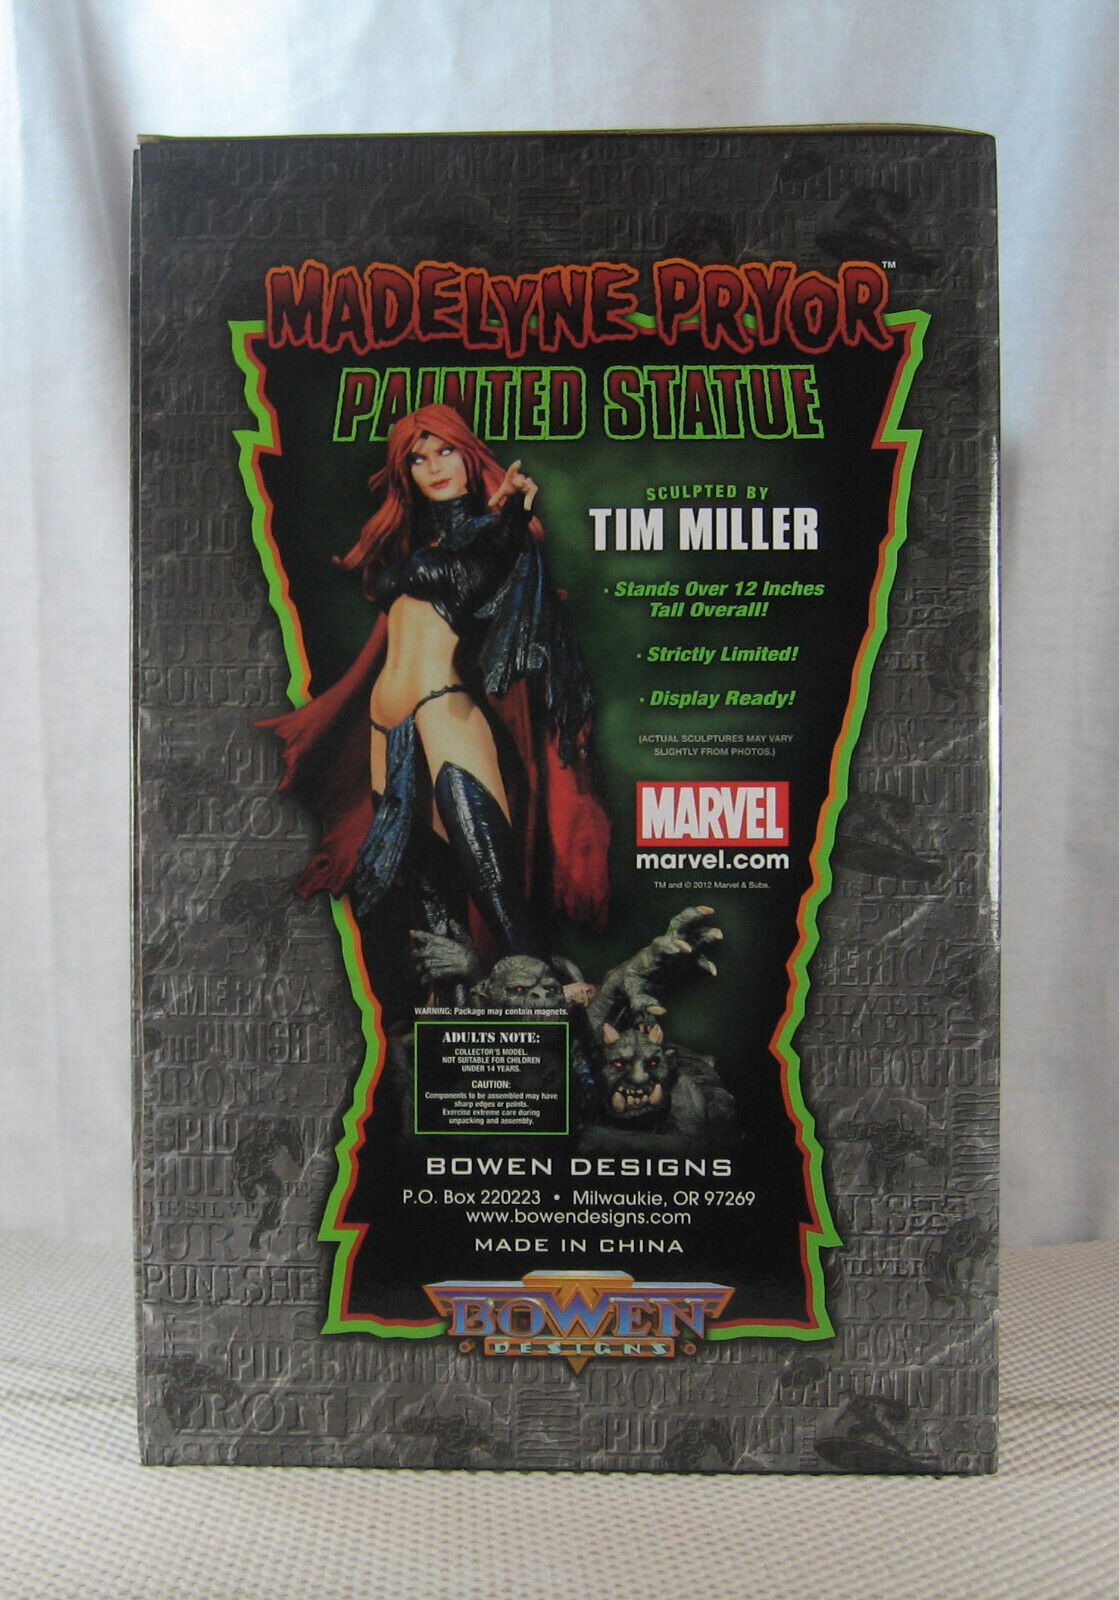 MADELYNE PRYOR™
PAINTED STATUE
SCULPTED BY
TIM MILLER
· Stands Over 12 Inches
Tall Overall!
· Strictly Limited!
· Display Ready!
(ACTUAL SCULPTURES MAY VARY
SLIGHTLY FROM PHOTOS.)
MARVEL
marvel.com
TM and © 2012 Marvel & Subs.
WARNING: Package may contain magnets.
ADULTS NOTE:
COLLECTOR'S MODEL.
NOT SUITABLE FOR CHILDREN
UNDER 14 YEARS.
CAUTION:
Components to be assembled may have
sharp edges or points.
Exercise extreme care during
unpacking and assembly.
BOWEN DESIGNS
P.O. Box 220223 • Milwaukie, OR 97269
www.bowendesigns.com
MADE IN CHINA
BOWEN
DESIGNS